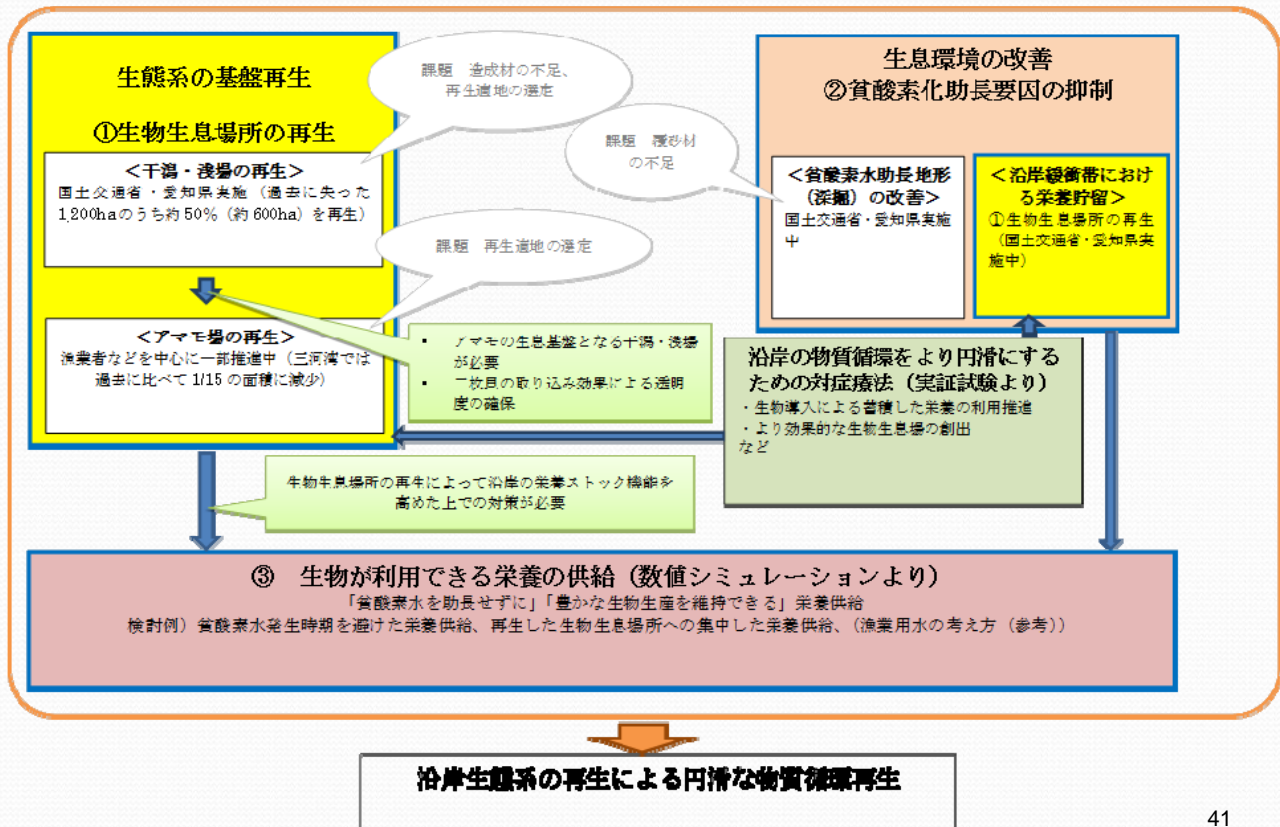 生態系の基盤再生
①生物生息場所の再生
課題 造成材の不足、
再生適地の選定
<干潟・浅場の再生>
国土交通省・愛知県実施（過去に失った
1,200haのうち約50%（約600ha）を再生）
課題 再生適地の選定
<アマモ場の再生>
漁業者などを中心に一部推進中（三河湾では
過去に比べて1/15の面積に減少）
▪ アマモの生息基盤となる干潟・浅場
が必要
▪ 二枚貝の取り込み効果による透明
度の確保
生息環境の改善
②貧酸素化助長要因の抑制
課題 覆砂材
の不足
<貧酸素水助長地形
（深掘）の改善>
国土交通省・愛知県実施
中
<沿岸緩衝帯におけ
る栄養貯留>
①生物生息場所の再生
（国土交通省・愛知県実
施中）
沿岸の物質循環をより円滑にする
ための対症療法（実証試験より）
・生物導入による蓄積した栄養の利用推進
・より効果的な生物生息場の創出
など
生物生息場所の再生によって沿岸の栄養ストック機能を
高めた上での対策が必要
③ 生物が利用できる栄養の供給（数値シミュレーションより）
「貧酸素水を助長せずに」「豊かな生物生産を維持できる」栄養供給
検討例）貧酸素水発生時期を避けた栄養供給、再生した生物生息場所への集中した栄養供給、（漁業用水の考え方（参考））
沿岸生態系の再生による円滑な物質循環再生
41